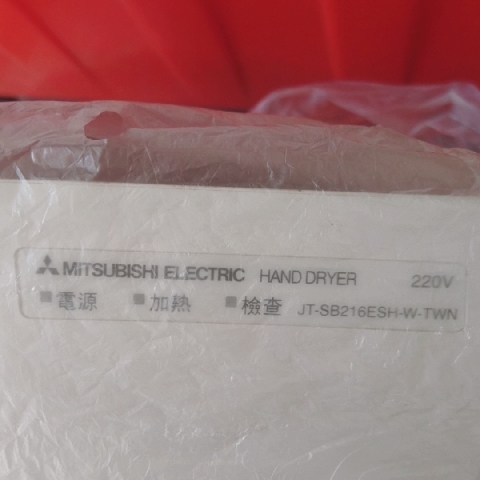 MITSUBISHI ELECTRIC HAND DRYER 220V
電源 加熱 檢查 JT-SB216ESH-W-TWN